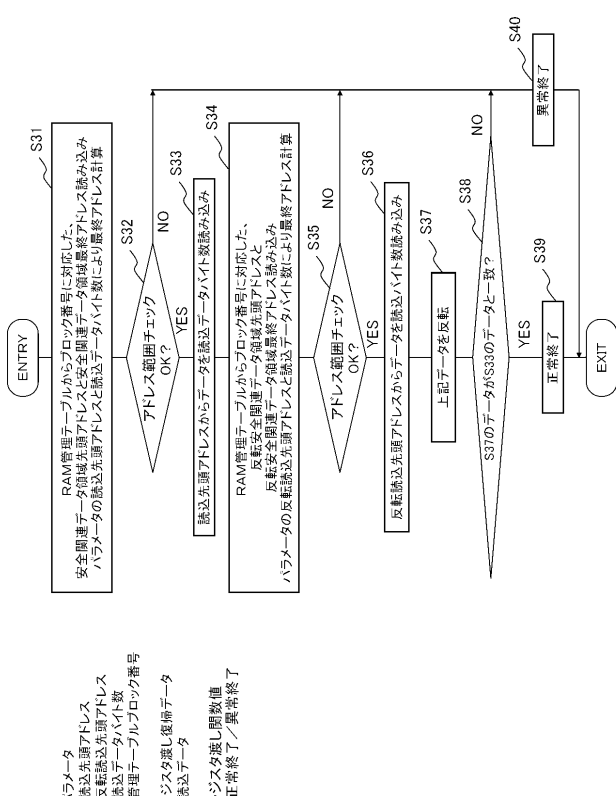 ENTRY
S31
RAM管理テーブルからブロック番号に対応した、
安全関連データ領域先頭アドレスと安全関連データ領域最終アドレス読み込み
パラメータの読込先頭アドレスと読込データバイト数により最終アドレス計算
S32
アドレス範囲チェック
OK?
NO
YES
S33
読込先頭アドレスからデータを読込データバイト数読み込み
S34
RAM管理テーブルからブロック番号に対応した、
反転安全関連データ領域先頭アドレスと
反転安全関連データ領域最終アドレス読み込み
パラメータの反転読込先頭アドレスと読込データバイト数により最終アドレス計算
S35
アドレス範囲チェック
OK?
NO
YES
S36
反転読込先頭アドレスからデータを読込バイト数読み込み
S37
上記データを反転
S38
S37のデータがS33のデータと一致?
NO
YES
S39
正常終了
S40
異常終了
EXIT
ラメータ
読込先頭アドレス
反転読込先頭アドレス
読込データバイト数
管理テーブルブロック番号
ジスタ渡し復帰データ
読込データ
ジスタ渡し関数値
正常終了/異常終了